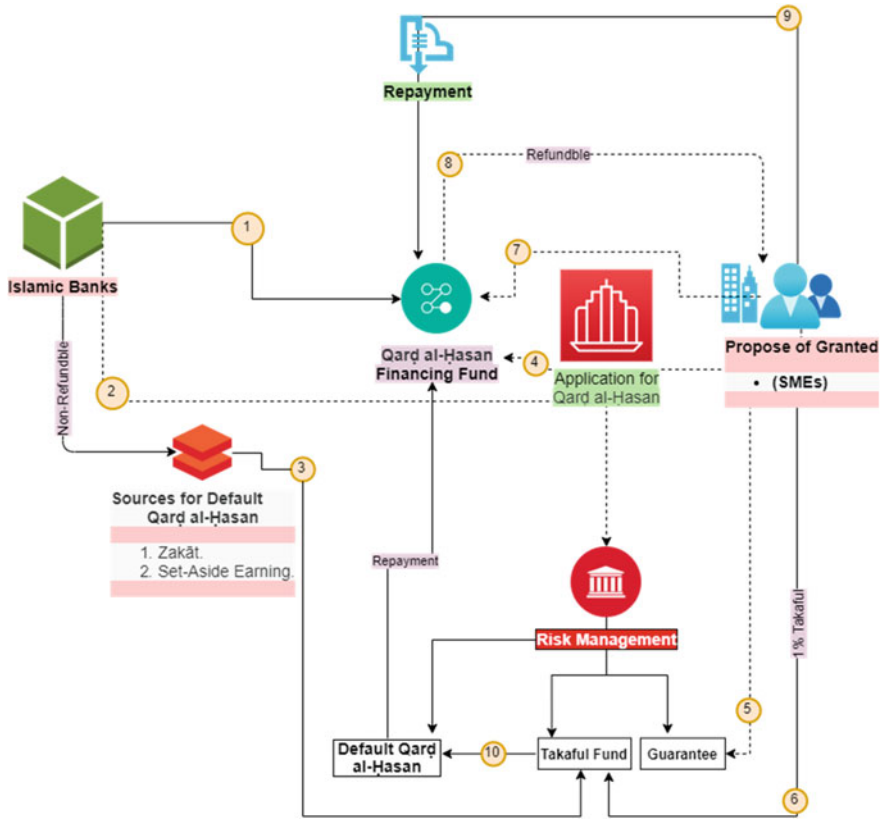 9
Repayment
8
Refundble
1
7
Islamic Banks
Qarḍ al-Ḥasan
Financing Fund
4
Application for
Qarḍ al-Ḥasan
Propose of Granted
• (SMEs)
2
Non-Refundble
3
Sources for Default
Qarḍ al-Ḥasan
1. Zakāt.
2. Set-Aside Earning.
Repayment
Risk Management
1% Takaful
5
Default Qarḍ
al-Ḥasan
10
Takaful Fund
Guarantee
6